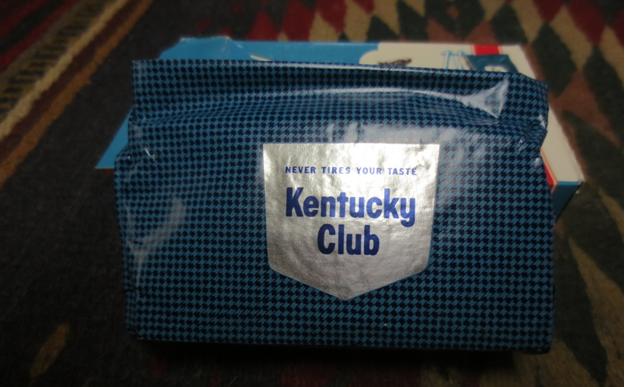 NEVER TIRES YOUR TASTE
Kentucky
Club